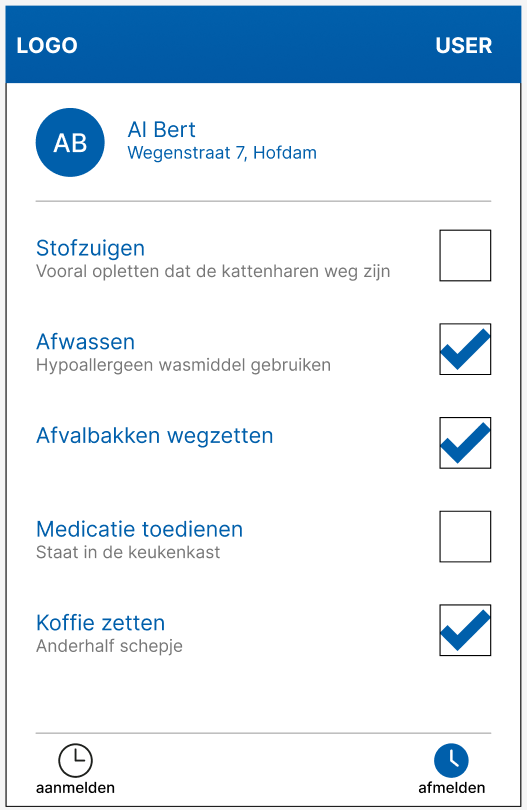 LOGO
USER
AB
Al Bert
Wegenstraat 7, Hofdam
Stofzuigen
Vooral opletten dat de kattenharen weg zijn
Afwassen
Hypoallergeen wasmiddel gebruiken
Afvalbakken wegzetten
Medicatie toedienen
Staat in de keukenkast
Koffie zetten
Anderhalf schepje
aanmelden
afmelden